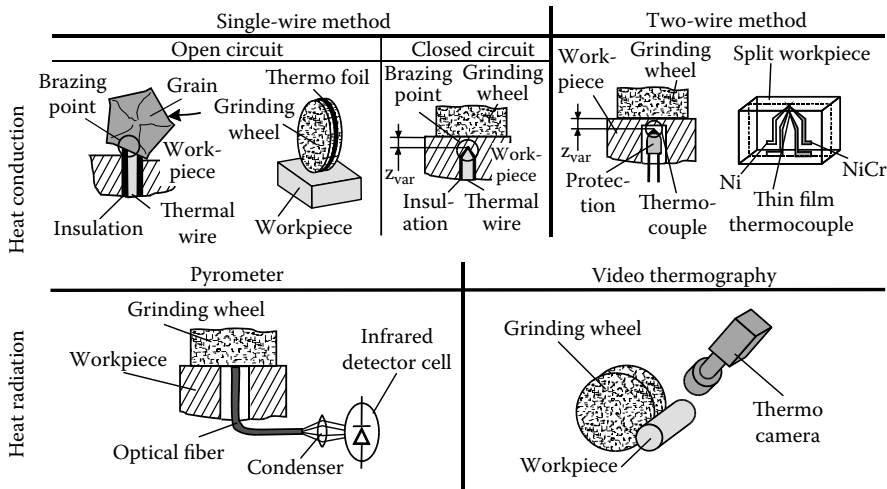 Single-wire method
Two-wire method
Open circuit
Closed circuit
Heat conduction
Brazing
point
Grain
Work-
piece
Insulation
Thermal
wire
Thermo foil
Grinding
wheel
Workpiece
Brazing
point
Grinding
wheel
z_var
Work-
piece
Insul-
ation
Thermal
wire
Work-
piece
Grinding
wheel
z_var
Protec-
tion
Thermo-
couple
Split workpiece
Ni
NiCr
Thin film
thermocouple
Heat radiation
Pyrometer
Video thermography
Grinding wheel
Workpiece
Infrared
detector cell
Optical fiber
Condenser
Grinding wheel
Thermo
camera
Workpiece